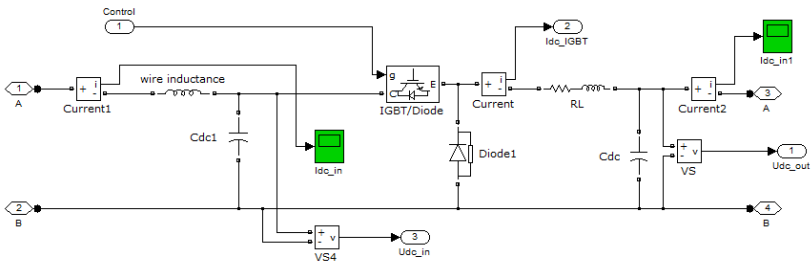 Control
1
2
Idc_IGBT
Idc_in1
1
A
+ i
-
Current1
wire inductance
g
C
E
IGBT/Diode
+ i
-
Current
RL
+ i
-
Current2
3
A
Cdc1
Idc_in
Diode1
Cdc
+
-
v
VS
1
Udc_out
2
B
4
B
+
-
v
VS4
3
Udc_in